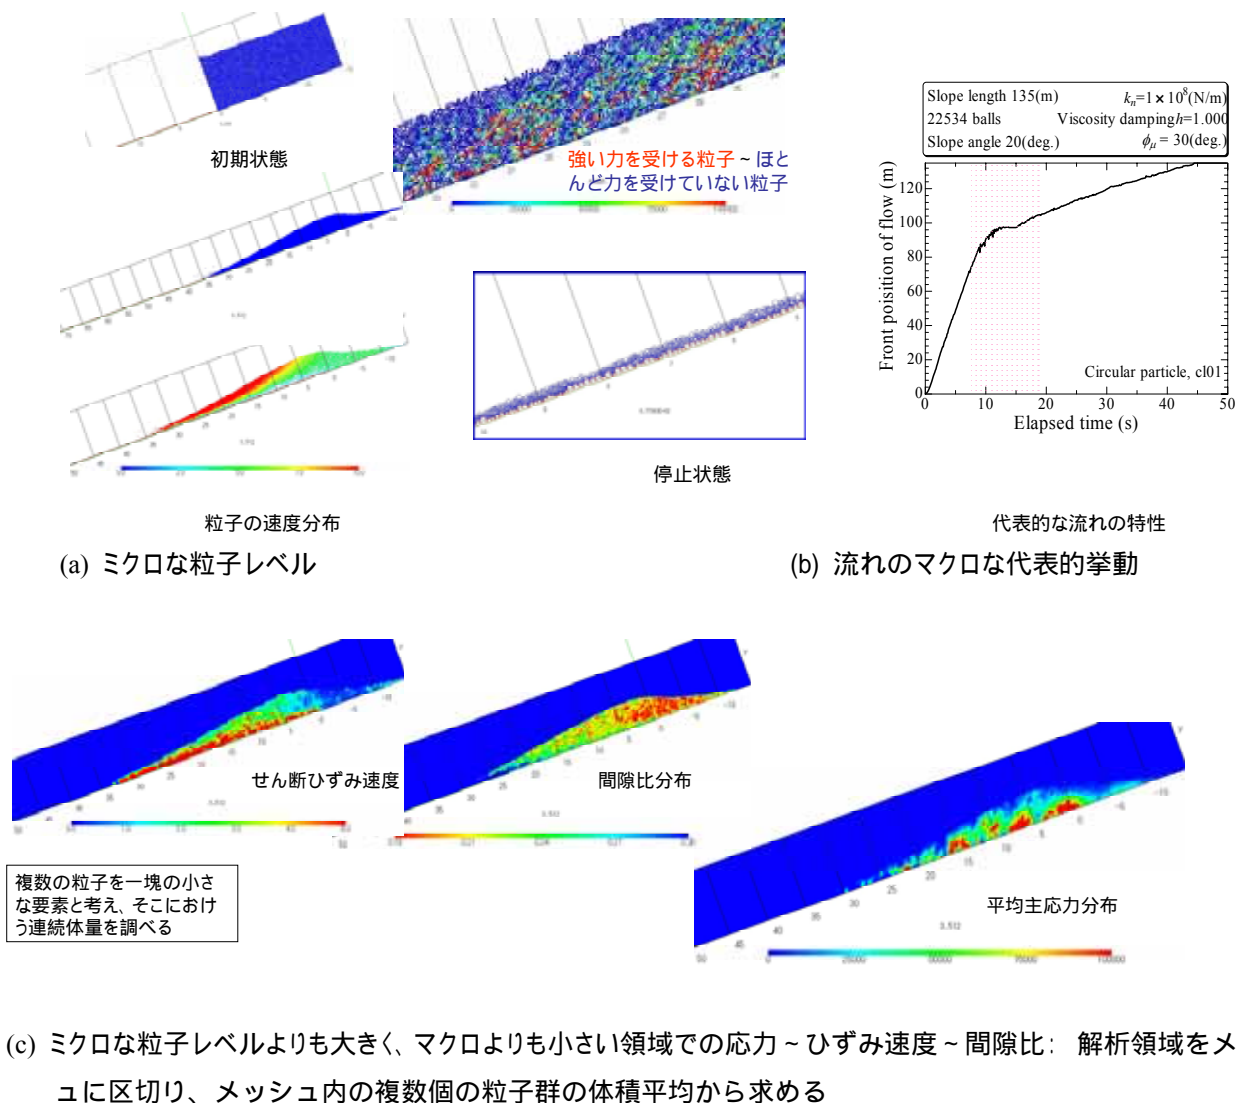 初期状態
強い力を受ける粒子 ~ ほと
んど力を受けていない粒子
粒子の速度分布
停止状態
(a) ミクロな粒子レベル
Slope length 135(m) kn=1×10^8(N/m)
22534 balls Viscosity damping h=1.000
Slope angle 20(deg.) ϕμ = 30(deg.)
Front poisition of flow (m)
120
100
80
60
40
20
0
Circular particle, cl01
0 10 20 30 40 50
Elapsed time (s)
代表的な流れの特性
(b) 流れのマクロな代表的挙動
せん断ひずみ速度
間隙比分布
平均主応力分布
3.512
0 25000 50000 75000 100000
複数の粒子を一塊の小さ
な要素と考え、そこにおけ
う連続体量を調べる
(c) ミクロな粒子レベルよりも大きく、マクロよりも小さい領域での応力 ~ ひずみ速度 ~ 間隙比: 解析領域をメ
ュに区切り、メッシュ内の複数個の粒子群の体積平均から求める